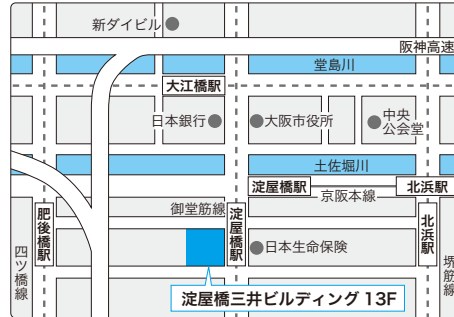 新ダイビル
阪神高速
堂島川
大江橋駅
日本銀行
大阪市役所
中央
公会堂
土佐堀川
淀屋橋駅
北浜駅
京阪本線
御堂筋線
肥後橋駅
淀屋橋駅
北浜駅
四ツ橋線
日本生命保険
堺筋線
淀屋橋三井ビルディング 13F